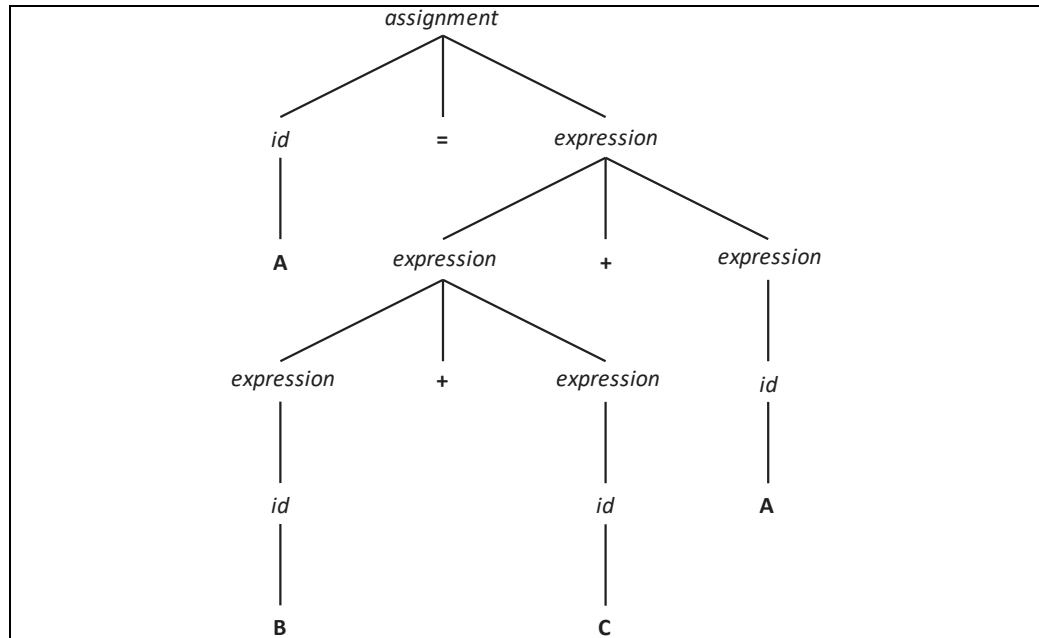 assignment
id = expression
A expression + expression
expression + expression id
id id A
B C